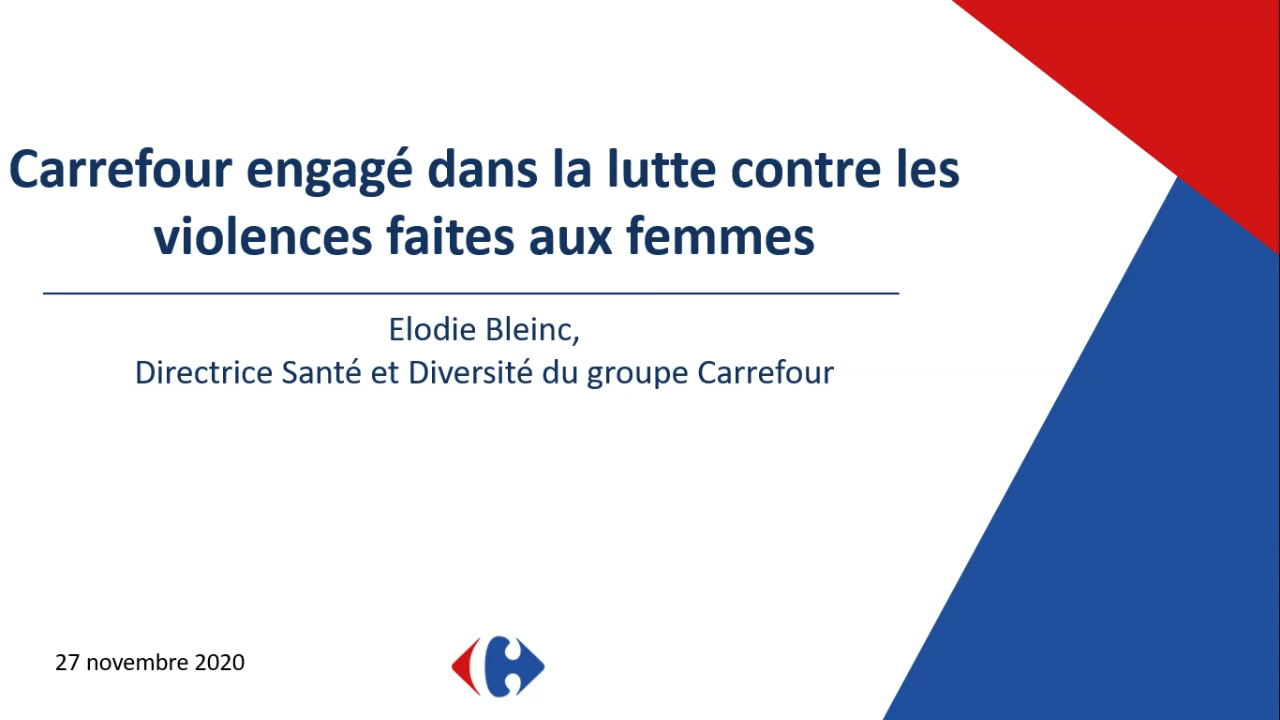 Carrefour engagé dans la lutte contre les
violences faites aux femmes
Elodie Bleinc,
Directrice Santé et Diversité du groupe Carrefour
27 novembre 2020